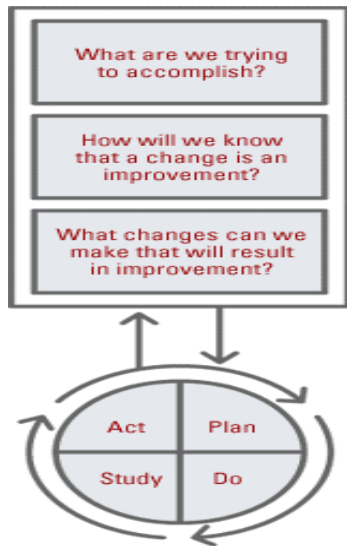 What are we trying
to accomplish?
How will we know
that a change is an
improvement?
What changes can we
make that will result
in improvement?
Act
Plan
Study
Do